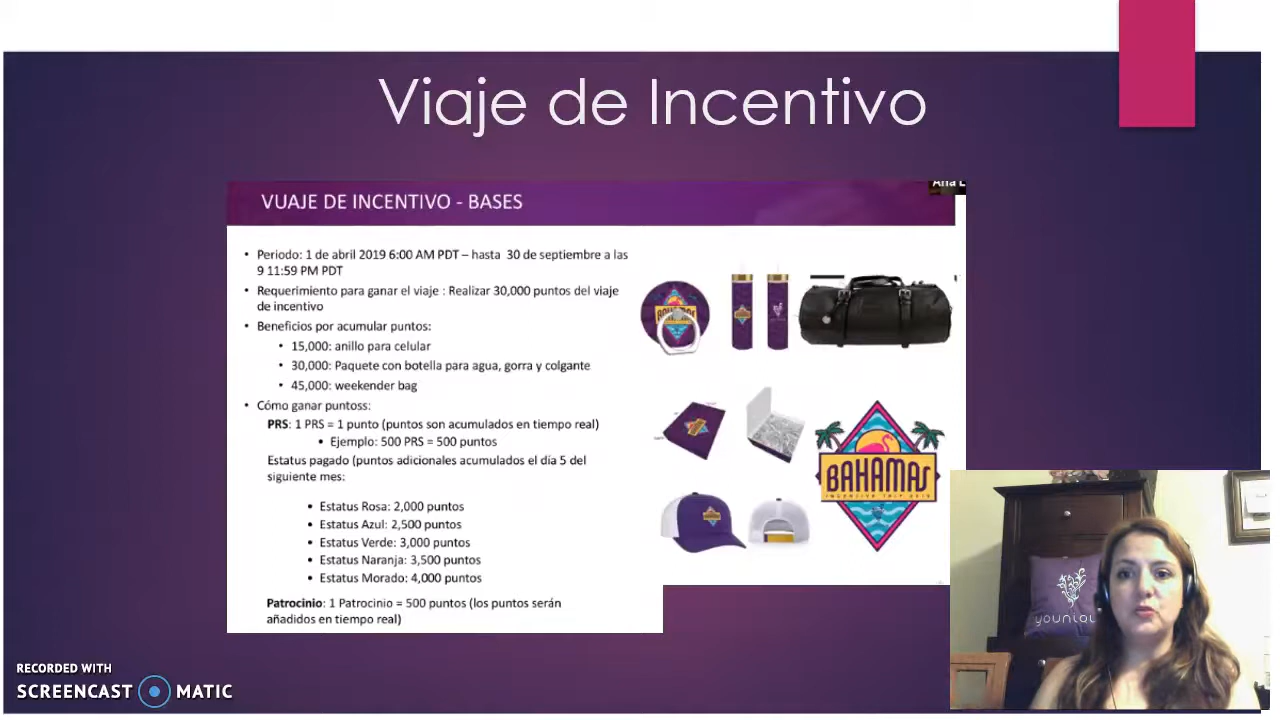 Viaje de Incentivo
VUAJE DE INCENTIVO - BASES
• Periodo: 1 de abril 2019 6:00 AM PDT – hasta 30 de septiembre a las
9 11:59 PM PDT
• Requerimiento para ganar el viaje : Realizar 30,000 puntos del viaje
de incentivo
• Beneficios por acumular puntos:
• 15,000: anillo para celular
• 30,000: Paquete con botella para agua, gorra y colgante
• 45,000: weekender bag
• Cómo ganar puntoss:
PRS: 1 PRS = 1 punto (puntos son acumulados en tiempo real)
• Ejemplo: 500 PRS = 500 puntos
Estatus pagado (puntos adicionales acumulados el día 5 del
siguiente mes:
• Estatus Rosa: 2,000 puntos
• Estatus Azul: 2,500 puntos
• Estatus Verde: 3,000 puntos
• Estatus Naranja: 3,500 puntos
• Estatus Morado: 4,000 puntos
Patrocinio: 1 Patrocinio = 500 puntos (los puntos serán
añadidos en tiempo real)
BAHAMAS
BAHAMAS
INCENTIVE TRIP 2019
RECORDED WITH
SCREENCAST MATIC